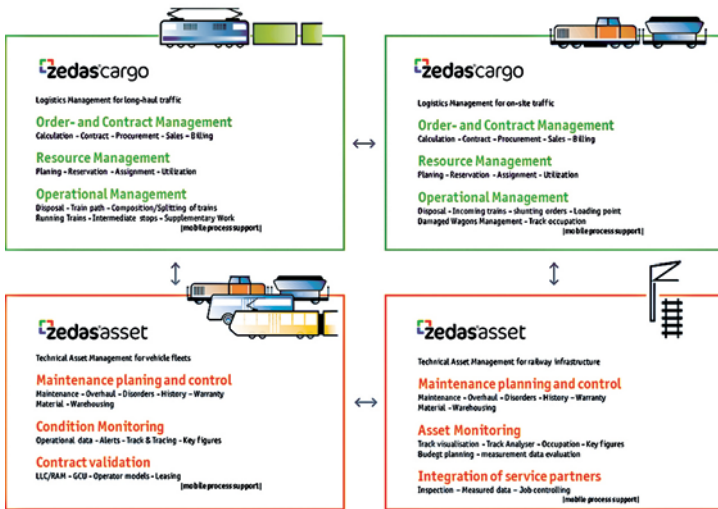 zedas®cargo
Logistics Management for long-haul traffic
Order- and Contract Management
Calculation – Contract – Procurement – Sales – Billing
Resource Management
Planing – Reservation – Assignment – Utilization
Operational Management
Disposal – Train path – Composition/Splitting of trains
Running Trains – Intermediate stops – Supplementary Work
[mobile process support]
zedas®cargo
Logistics Management for on-site traffic
Order- and Contract Management
Calculation – Contract – Procurement – Sales – Billing
Resource Management
Planing – Reservation – Assignment – Utilization
Operational Management
Disposal – Incoming trains – shunting orders – Loading point
Damaged Wagons Management – Track occupation
[mobile process support]
zedas®asset
Technical Asset Management for vehicle fleets
Maintenance planing and control
Maintenance – Overhaul – Disorders – History – Warranty
Material – Warehousing
Condition Monitoring
Operational data – Alerts – Track & Tracing – Key figures
Contract validation
LLC/RAM – GCU – Operator models – Leasing
[mobile process support]
zedas®asset
Technical Asset Management for railway infrastructure
Maintenance planning and control
Maintenance – Overhaul – Disorders – History – Warranty
Material – Warehousing
Asset Monitoring
Track visualisation – Track Analyser – Occupation – Key figures
Budegt planning – measurement data evaluation
Integration of service partners
Inspection – Measured data – Job controlling
[mobile process support]